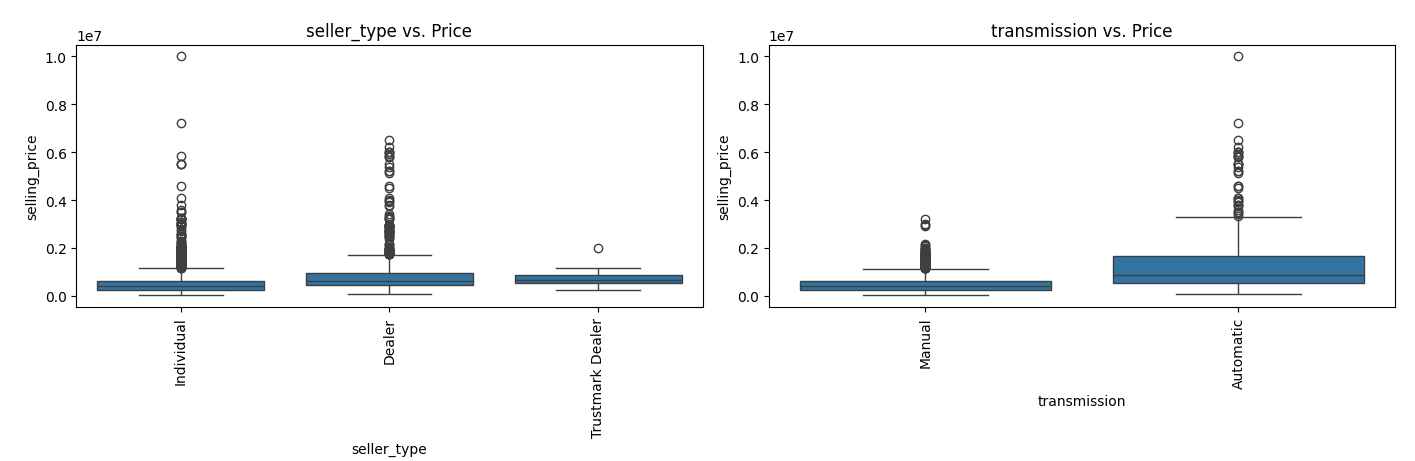 seller_type vs. Price
1e7
1.0
0.8
0.6
0.4
0.2
0.0
selling_price
Individual
Dealer
Trustmark Dealer
seller_type
transmission vs. Price
1e7
1.0
0.8
0.6
0.4
0.2
0.0
selling_price
Manual
Automatic
transmission